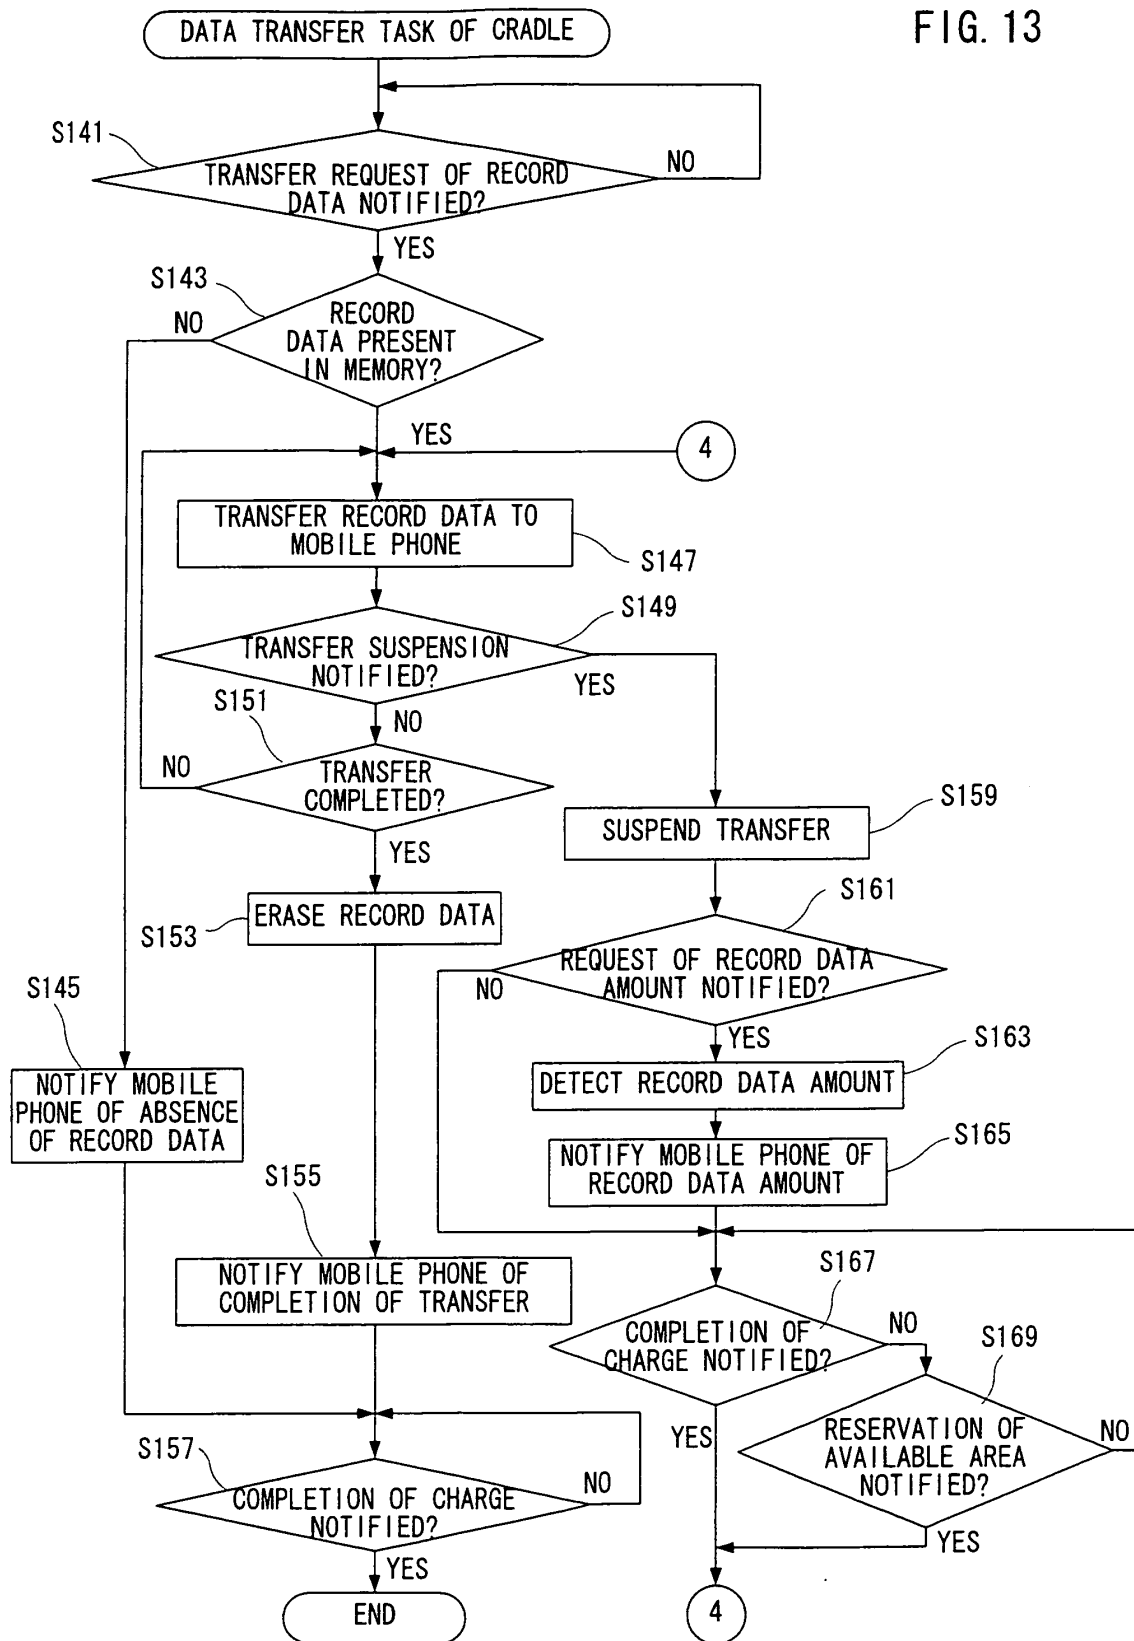 FIG. 13
DATA TRANSFER TASK OF CRADLE
S141
TRANSFER REQUEST OF RECORD
DATA NOTIFIED?
NO
YES
S143
RECORD
DATA PRESENT
IN MEMORY?
NO
YES
4
TRANSFER RECORD DATA TO
MOBILE PHONE
S147
S149
TRANSFER SUSPENSION
NOTIFIED?
YES
NO
S151
TRANSFER
COMPLETED?
NO
YES
S159
SUSPEND TRANSFER
S153
ERASE RECORD DATA
S161
REQUEST OF RECORD DATA
AMOUNT NOTIFIED?
NO
YES
S163
DETECT RECORD DATA AMOUNT
S145
NOTIFY MOBILE
PHONE OF ABSENCE
OF RECORD DATA
S165
NOTIFY MOBILE PHONE OF
RECORD DATA AMOUNT
S155
NOTIFY MOBILE PHONE OF
COMPLETION OF TRANSFER
S167
COMPLETION OF
CHARGE NOTIFIED?
NO
YES
S169
RESERVATION OF
AVAILABLE AREA
NOTIFIED?
NO
YES
S157
COMPLETION OF CHARGE
NOTIFIED?
NO
YES
END
4